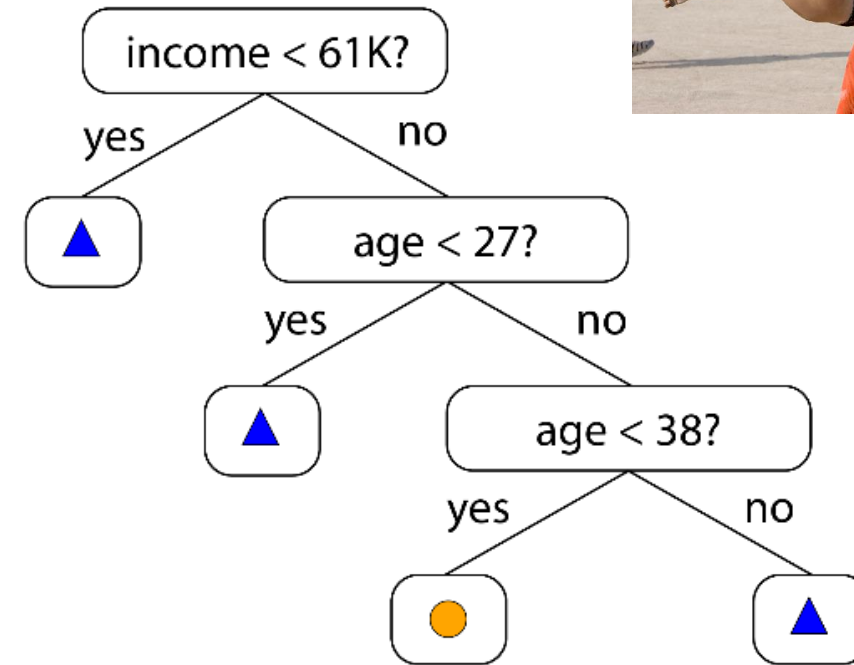 income < 61K?
yes
no
age < 27?
yes
no
age < 38?
yes
no